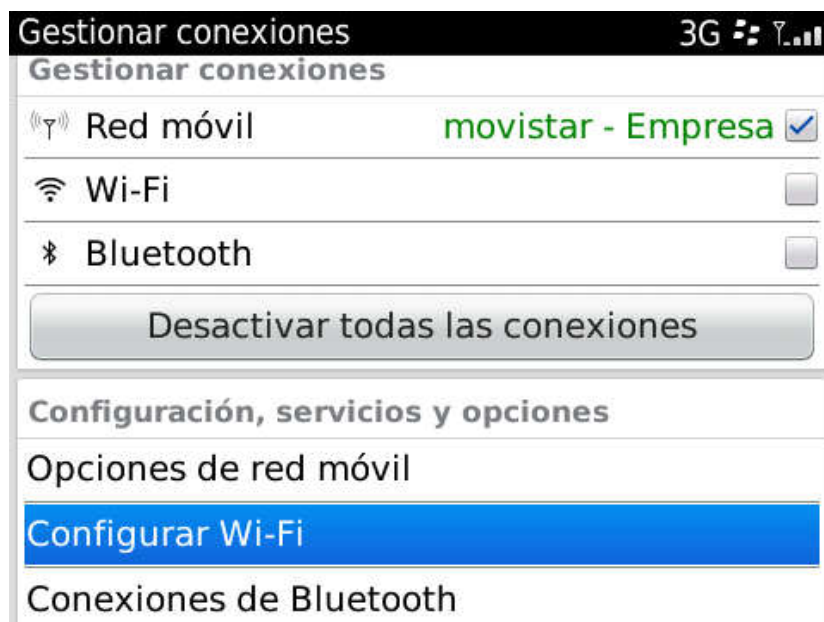 Gestionar conexiones 3G
Gestionar conexiones
Red móvil movistar - Empresa
Wi-Fi
Bluetooth
Desactivar todas las conexiones
Configuración, servicios y opciones
Opciones de red móvil
Configurar Wi-Fi
Conexiones de Bluetooth